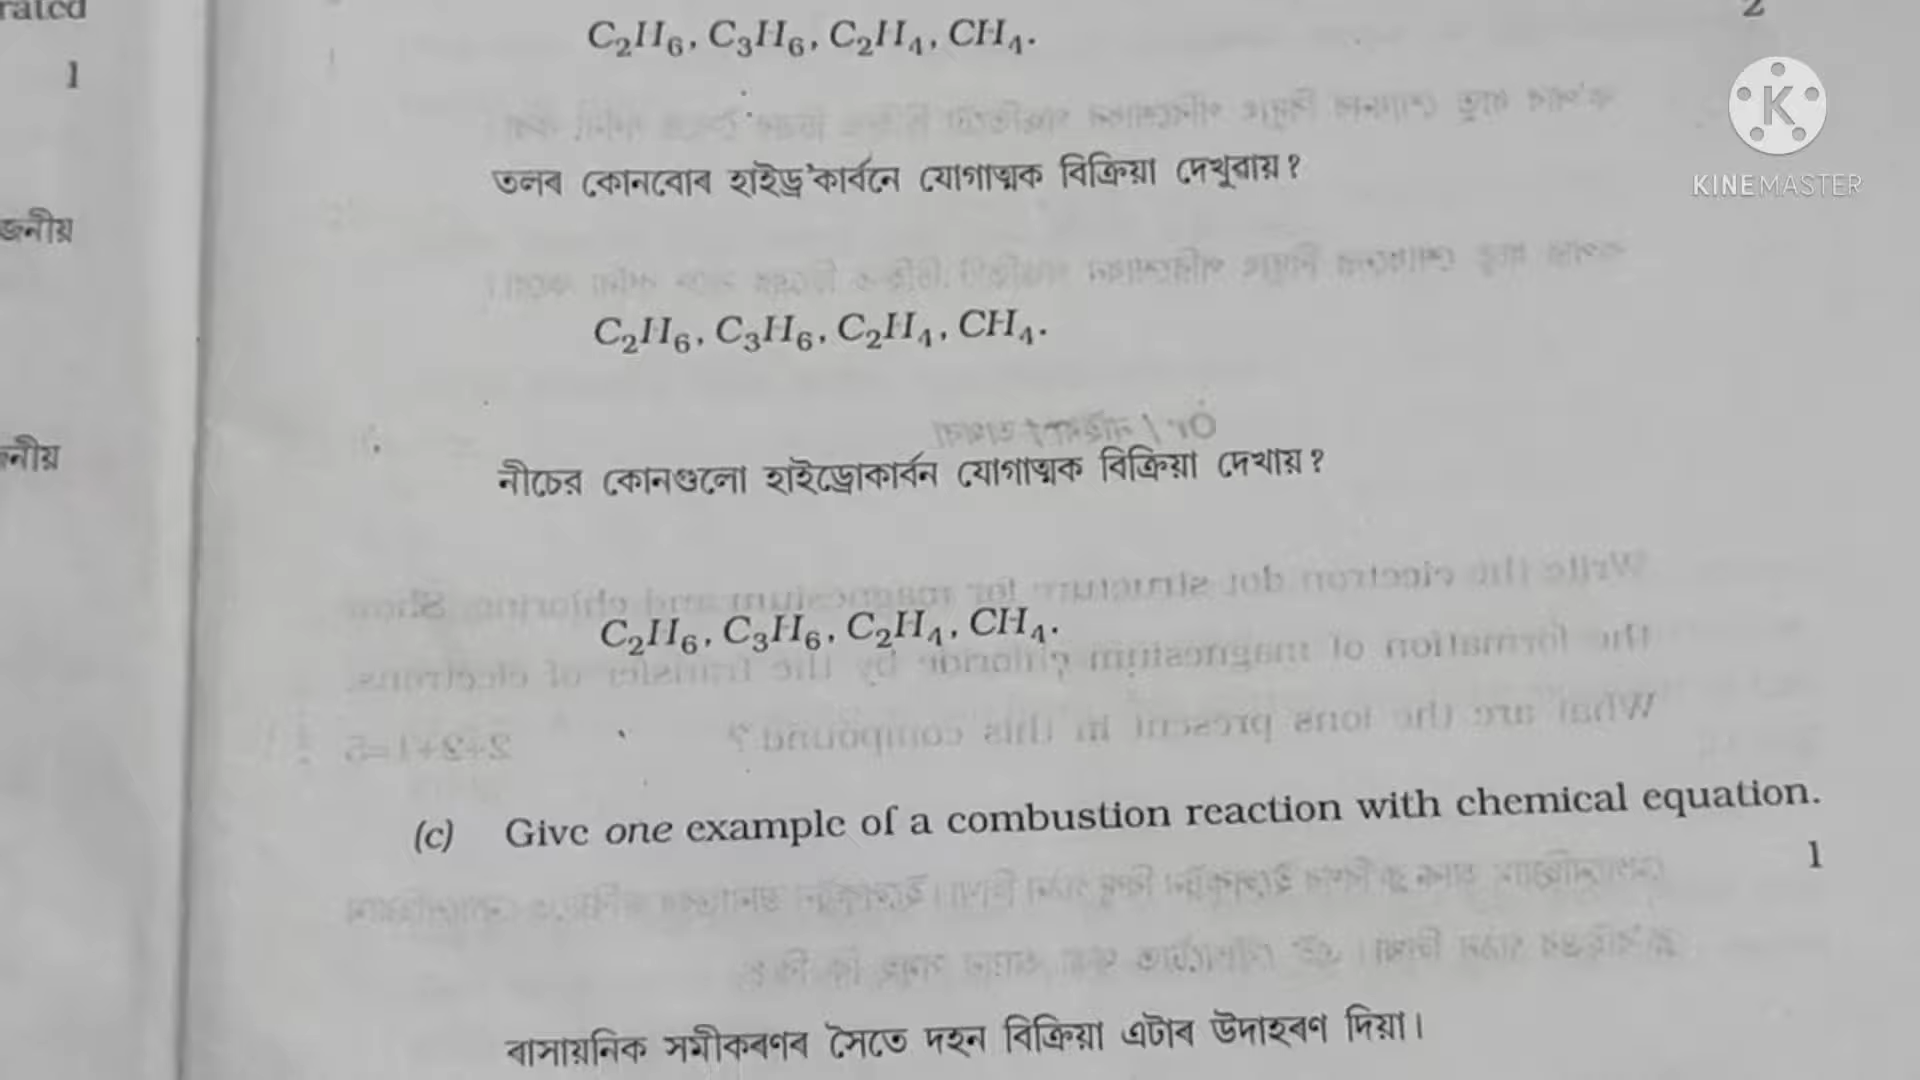 1
জনীয়
নীয়
2
C₂H₆, C₃H₆, C₂H₄, CH₄.
তলৰ কোনবোৰ হাইড্ৰ'কাৰ্বনে যোগাত্মক বিক্ৰিয়া দেখুৱায়?
C₂H₆, C₃H₆, C₂H₄, CH₄.
নীচের কোনগুলো হাইড্রোকার্বন যোগাত্মক বিক্রিয়া দেখায়?
C₂H₆, C₃H₆, C₂H₄, CH₄.
(c) Give one example of a combustion reaction with chemical equation.
1
ৰাসায়নিক সমীকৰণৰ সৈতে দহন বিক্ৰিয়া এটাৰ উদাহৰণ দিয়া।
K
KINEMASTER